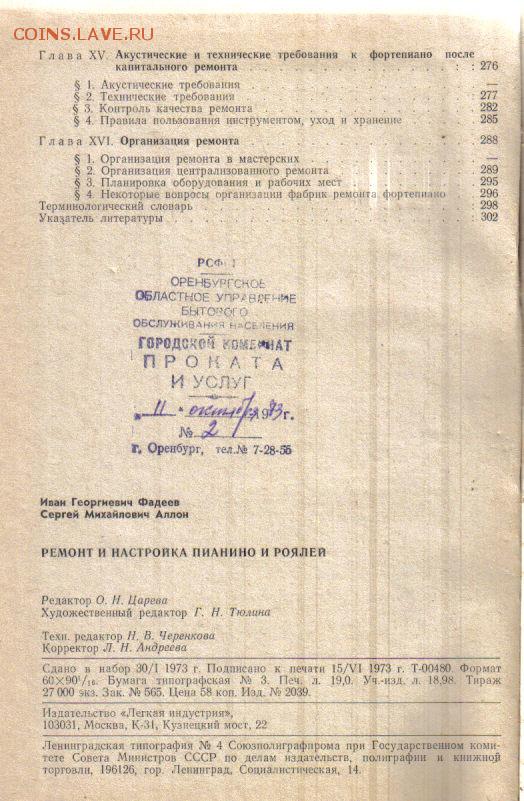 COINS.LAVE.RU
Глава XV. Акустические и технические требования к фортепиано после
капитального ремонта 276
§ 1. Акустические требования —
§ 2. Технические требования 277
§ 3. Контроль качества ремонта 282
§ 4. Правила пользования инструментом, уход и хранение 285
Глава XVI. Организация ремонта 288
§ 1. Организация ремонта в мастерских —
§ 2. Организация централизованного ремонта 289
§ 3. Планировка оборудования и рабочих мест 295
§ 4. Некоторые вопросы организации фабрик ремонта фортепиано 296
Терминологический словарь 298
Указатель литературы 302
ОРЕНБУРГСКОЕ
ОБЛАСТНОЕ УПРАВЛЕНИЕ
БЫТОВОГО
ОБСЛУЖИВАНИЯ НАСЕЛЕНИЯ
ГОРОДСКОЙ КОМБИНАТ
ПРОКАТА
И УСЛУГ
„11" октября 1973 г.
№ 2
г. Оренбург, тел. № 7-28-55
Иван Георгиевич Фадеев
Сергей Михайлович Аллон
РЕМОНТ И НАСТРОЙКА ПИАНИНО И РОЯЛЕЙ
Редактор О. Н. Царева
Художественный редактор Г. Н. Тюлина
Техн. редактор Н. В. Черенкова
Корректор Л. Н. Андреева
Сдано в набор 30/I 1973 г. Подписано к печати 15/VI 1973 г. Т-00480. Формат
60×90¹/₁₆. Бумага типографская № 3. Печ. л. 19,0. Уч.-изд. л. 18,98. Тираж
27 000 экз. Зак. № 565. Цена 58 коп. Изд. № 2039.
Издательство «Легкая индустрия»,
103031, Москва, К-31, Кузнецкий мост, 22
Ленинградская типография № 4 Союзполиграфпрома при Государственном коми-
тете Совета Министров СССР по делам издательств, полиграфии и книжной
торговли, 196126, гор. Ленинград, Социалистическая, 14.